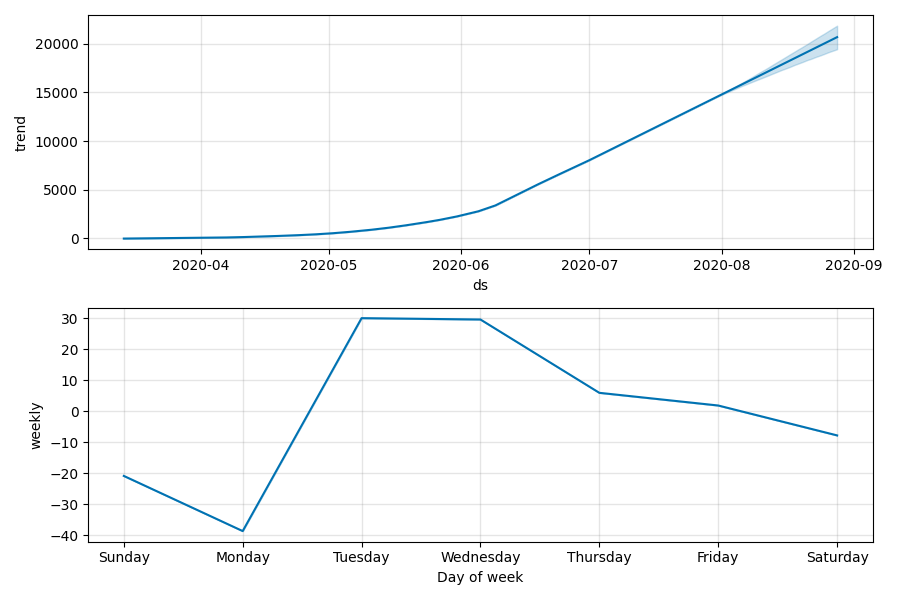 20000
15000
10000
5000
0
trend
2020-04 2020-05 2020-06 2020-07 2020-08 2020-09
ds
30
20
10
0
−10
−20
−30
−40
weekly
Sunday Monday Tuesday Wednesday Thursday Friday Saturday
Day of week